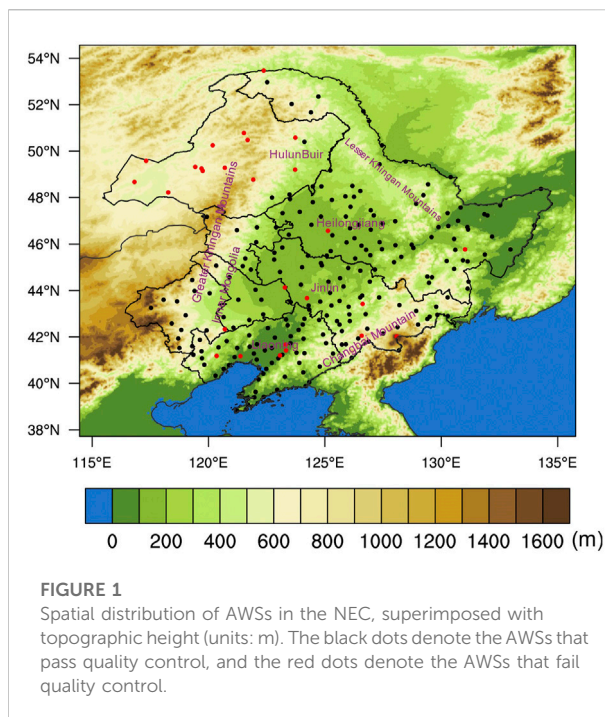 54°N
52°N
50°N
48°N
46°N
44°N
42°N
40°N
38°N
HulunBuir
Lesser Khingan Mountains
Heilongjiang
Greater Khingan Mountains
Inner Mongolia
Jinlin
Changbai Mountain
115°E 120°E 125°E 130°E 135°E
0 200 400 600 800 1000 1200 1400 1600 (m)
FIGURE 1
Spatial distribution of AWSs in the NEC, superimposed with
topographic height (units: m). The black dots denote the AWSs that
pass quality control, and the red dots denote the AWSs that fail
quality control.